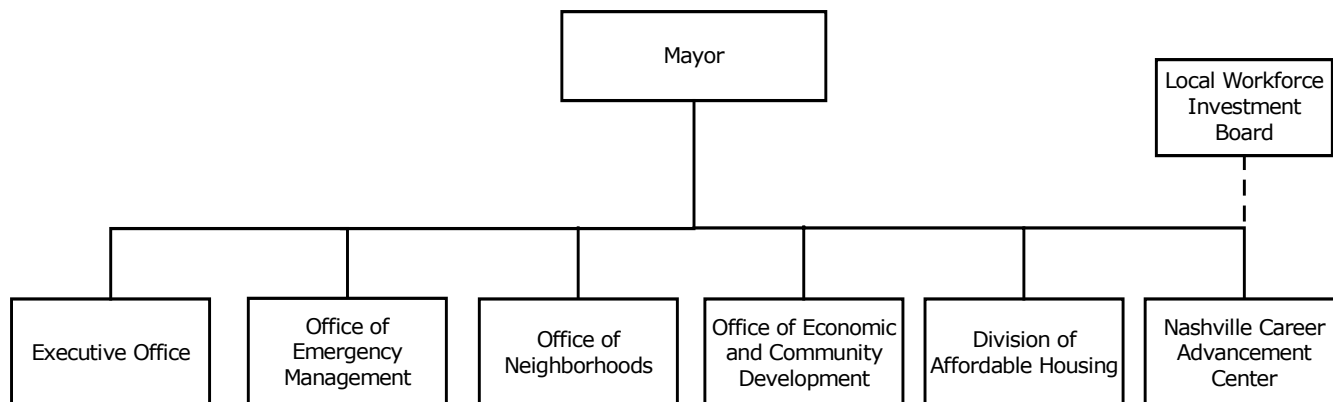 Mayor
Local Workforce
Investment
Board
Executive Office
Office of
Emergency
Management
Office of
Neighborhoods
Office of Economic
and Community
Development
Division of
Affordable Housing
Nashville Career
Advancement
Center